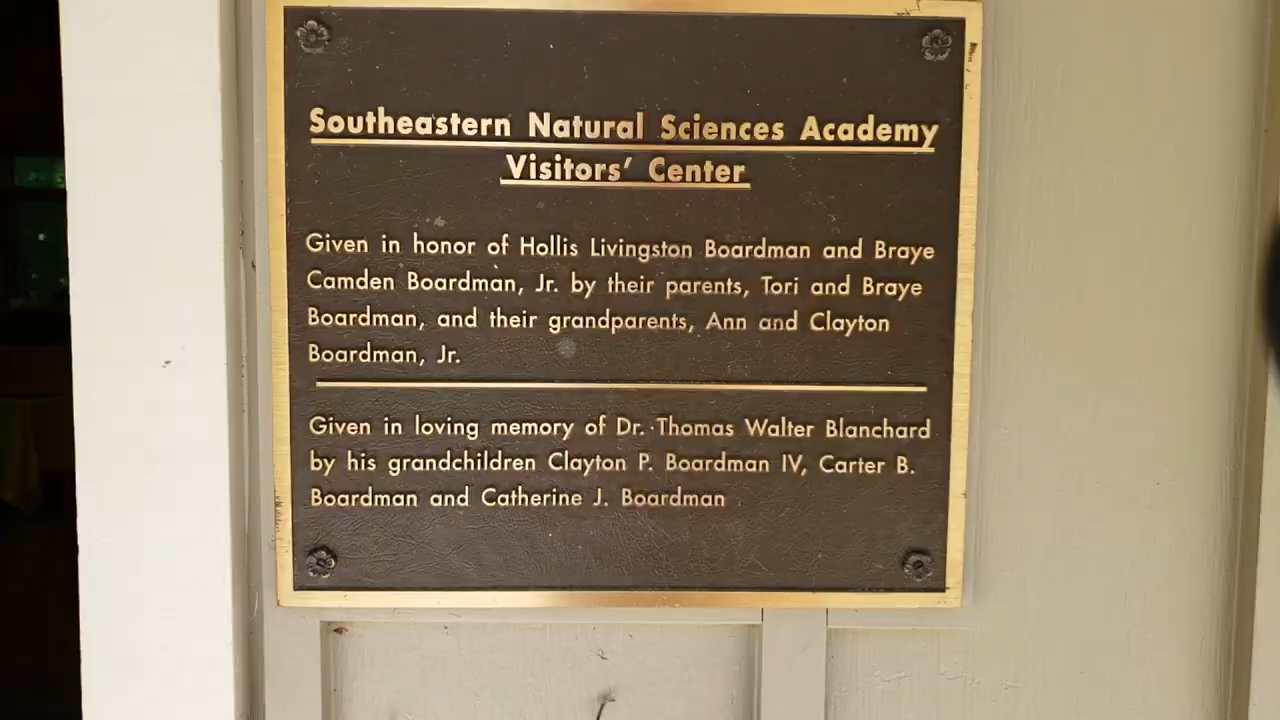 Southeastern Natural Sciences Academy
Visitors' Center
Given in honor of Hollis Livingston Boardman and Braye
Camden Boardman, Jr. by their parents, Tori and Braye
Boardman, and their grandparents, Ann and Clayton
Boardman, Jr.
Given in loving memory of Dr. Thomas Walter Blanchard
by his grandchildren Clayton P. Boardman IV, Carter B.
Boardman and Catherine J. Boardman